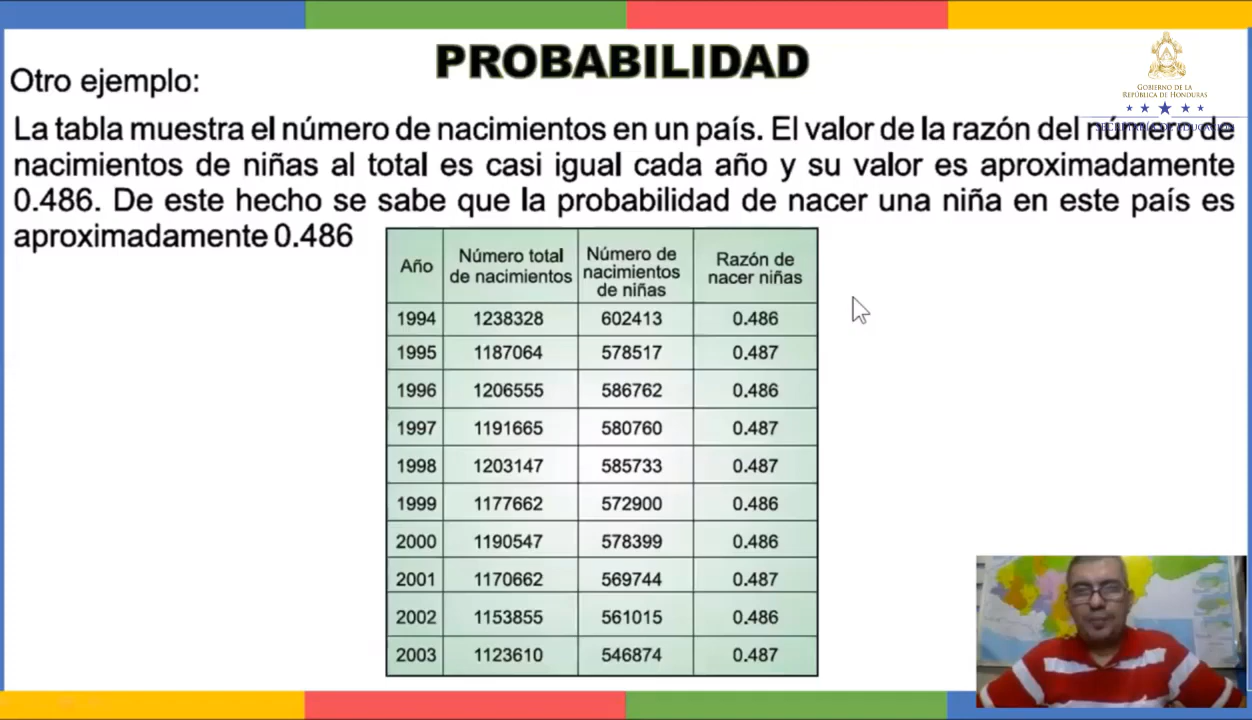 PROBABILIDAD
GOBIERNO DE LA
REPÚBLICA DE HONDURAS
Otro ejemplo:
La tabla muestra el número de nacimientos en un país. El valor de la razón del número de
nacimientos de niñas al total es casi igual cada año y su valor es aproximadamente
0.486. De este hecho se sabe que la probabilidad de nacer una niña en este país es
aproximadamente 0.486
Año Número total de nacimientos Número de nacimientos de niñas Razón de nacer niñas
1994 1238328 602413 0.486
1995 1187064 578517 0.487
1996 1206555 586762 0.486
1997 1191665 580760 0.487
1998 1203147 585733 0.487
1999 1177662 572900 0.486
2000 1190547 578399 0.486
2001 1170662 569744 0.487
2002 1153855 561015 0.486
2003 1123610 546874 0.487